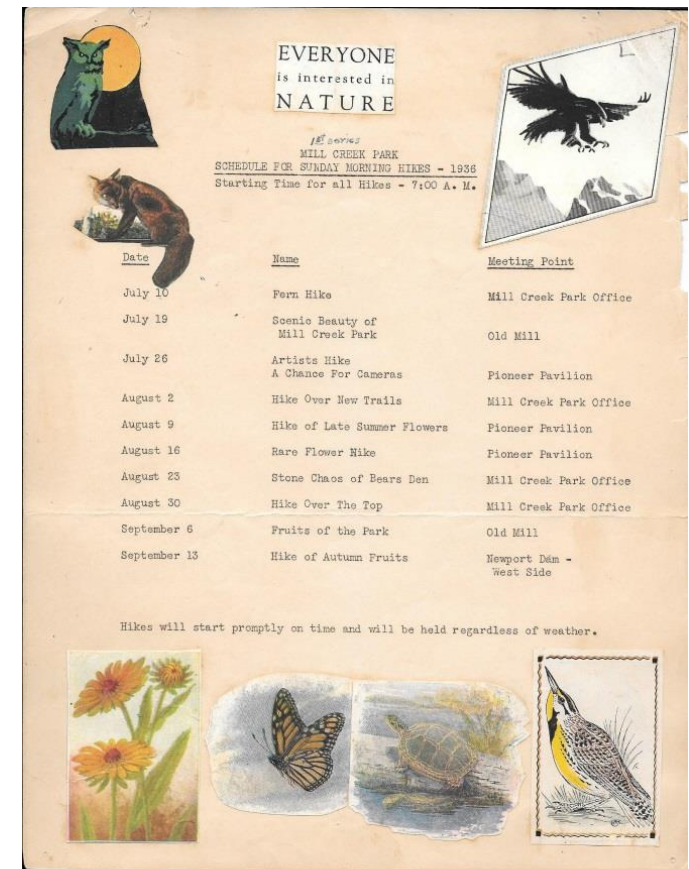 EVERYONE
is interested in
NATURE
1st series
MILL CREEK PARK
SCHEDULE FOR SUNDAY MORNING HIKES - 1936
Starting Time for all Hikes - 7:00 A. M.
Date Name Meeting Point
July 10 Fern Hike Mill Creek Park Office
July 19 Scenic Beauty of
Mill Creek Park Old Mill
July 26 Artists Hike
A Chance For Cameras Pioneer Pavilion
August 2 Hike Over New Trails Mill Creek Park Office
August 9 Hike of Late Summer Flowers Pioneer Pavilion
August 16 Rare Flower Hike Pioneer Pavilion
August 23 Stone Chaos of Bears Den Mill Creek Park Office
August 30 Hike Over The Top Mill Creek Park Office
September 6 Fruits of the Park Old Mill
September 13 Hike of Autumn Fruits Newport Dam -
West Side
Hikes will start promptly on time and will be held regardless of weather.